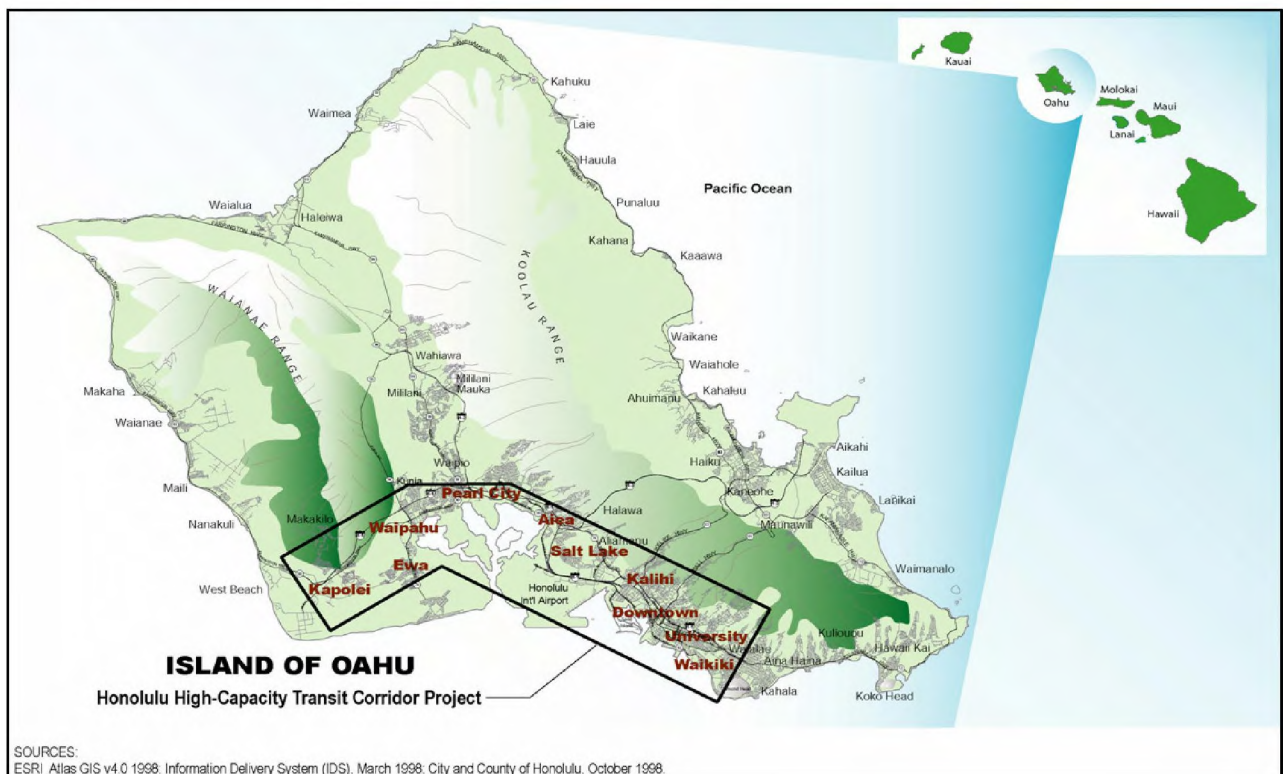 Kauai
Oahu
Molokai
Lanai
Maui
Hawaii
Pacific Ocean
Kahuku
Waimea
Laie
Hauula
Punaluu
Waialua
Haleiwa
Kahana
Kaaawa
KOOLAU RANGE
WAIANAE RANGE
Waikane
Wahiawa
Waiahole
Mililani
Mauka
Mililani
Kahaluu
Makaha
Ahuimanu
Waianae
Aikahi
Haiku
Kailua
Waipio
Kunia
Kaneohe
Lanikai
Maili
Pearl City
Halawa
Maunawili
Nanakuli
Makakilo
Waipahu
Aiea
Aliamanu
Salt Lake
Ewa
Kalihi
Waimanalo
West Beach
Kapolei
Honolulu
Int'l Airport
Downtown
University
Kuliouou
Waialae
Hawaii Kai
Waikiki
Aina Haina
Kahala
Koko Head
ISLAND OF OAHU
Honolulu High-Capacity Transit Corridor Project
SOURCES:
ESRI Atlas GIS v4.0 1998; Information Delivery System (IDS), March 1998; City and County of Honolulu, October 1998.